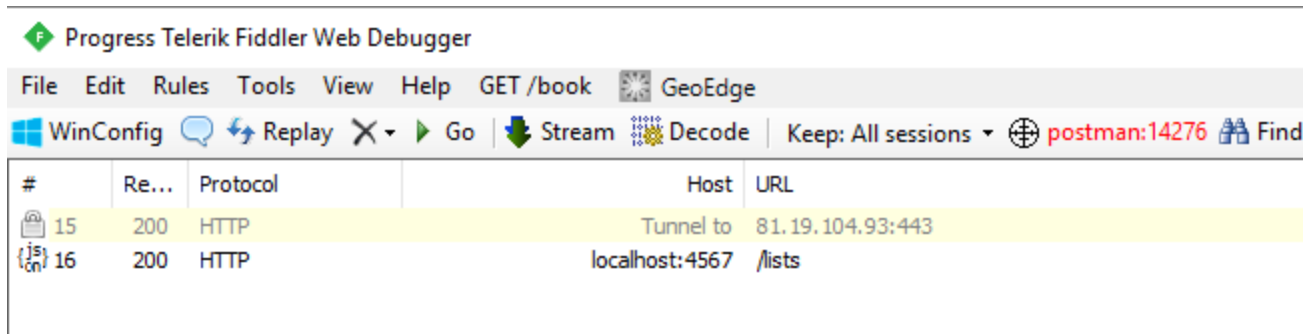 Progress Telerik Fiddler Web Debugger
File Edit Rules Tools View Help GET /book GeoEdge
WinConfig Replay Go Stream Decode Keep: All sessions postman:14276 Find
# Re... Protocol Host URL
15 200 HTTP Tunnel to 81.19.104.93:443
{js on} 16 200 HTTP localhost:4567 /lists